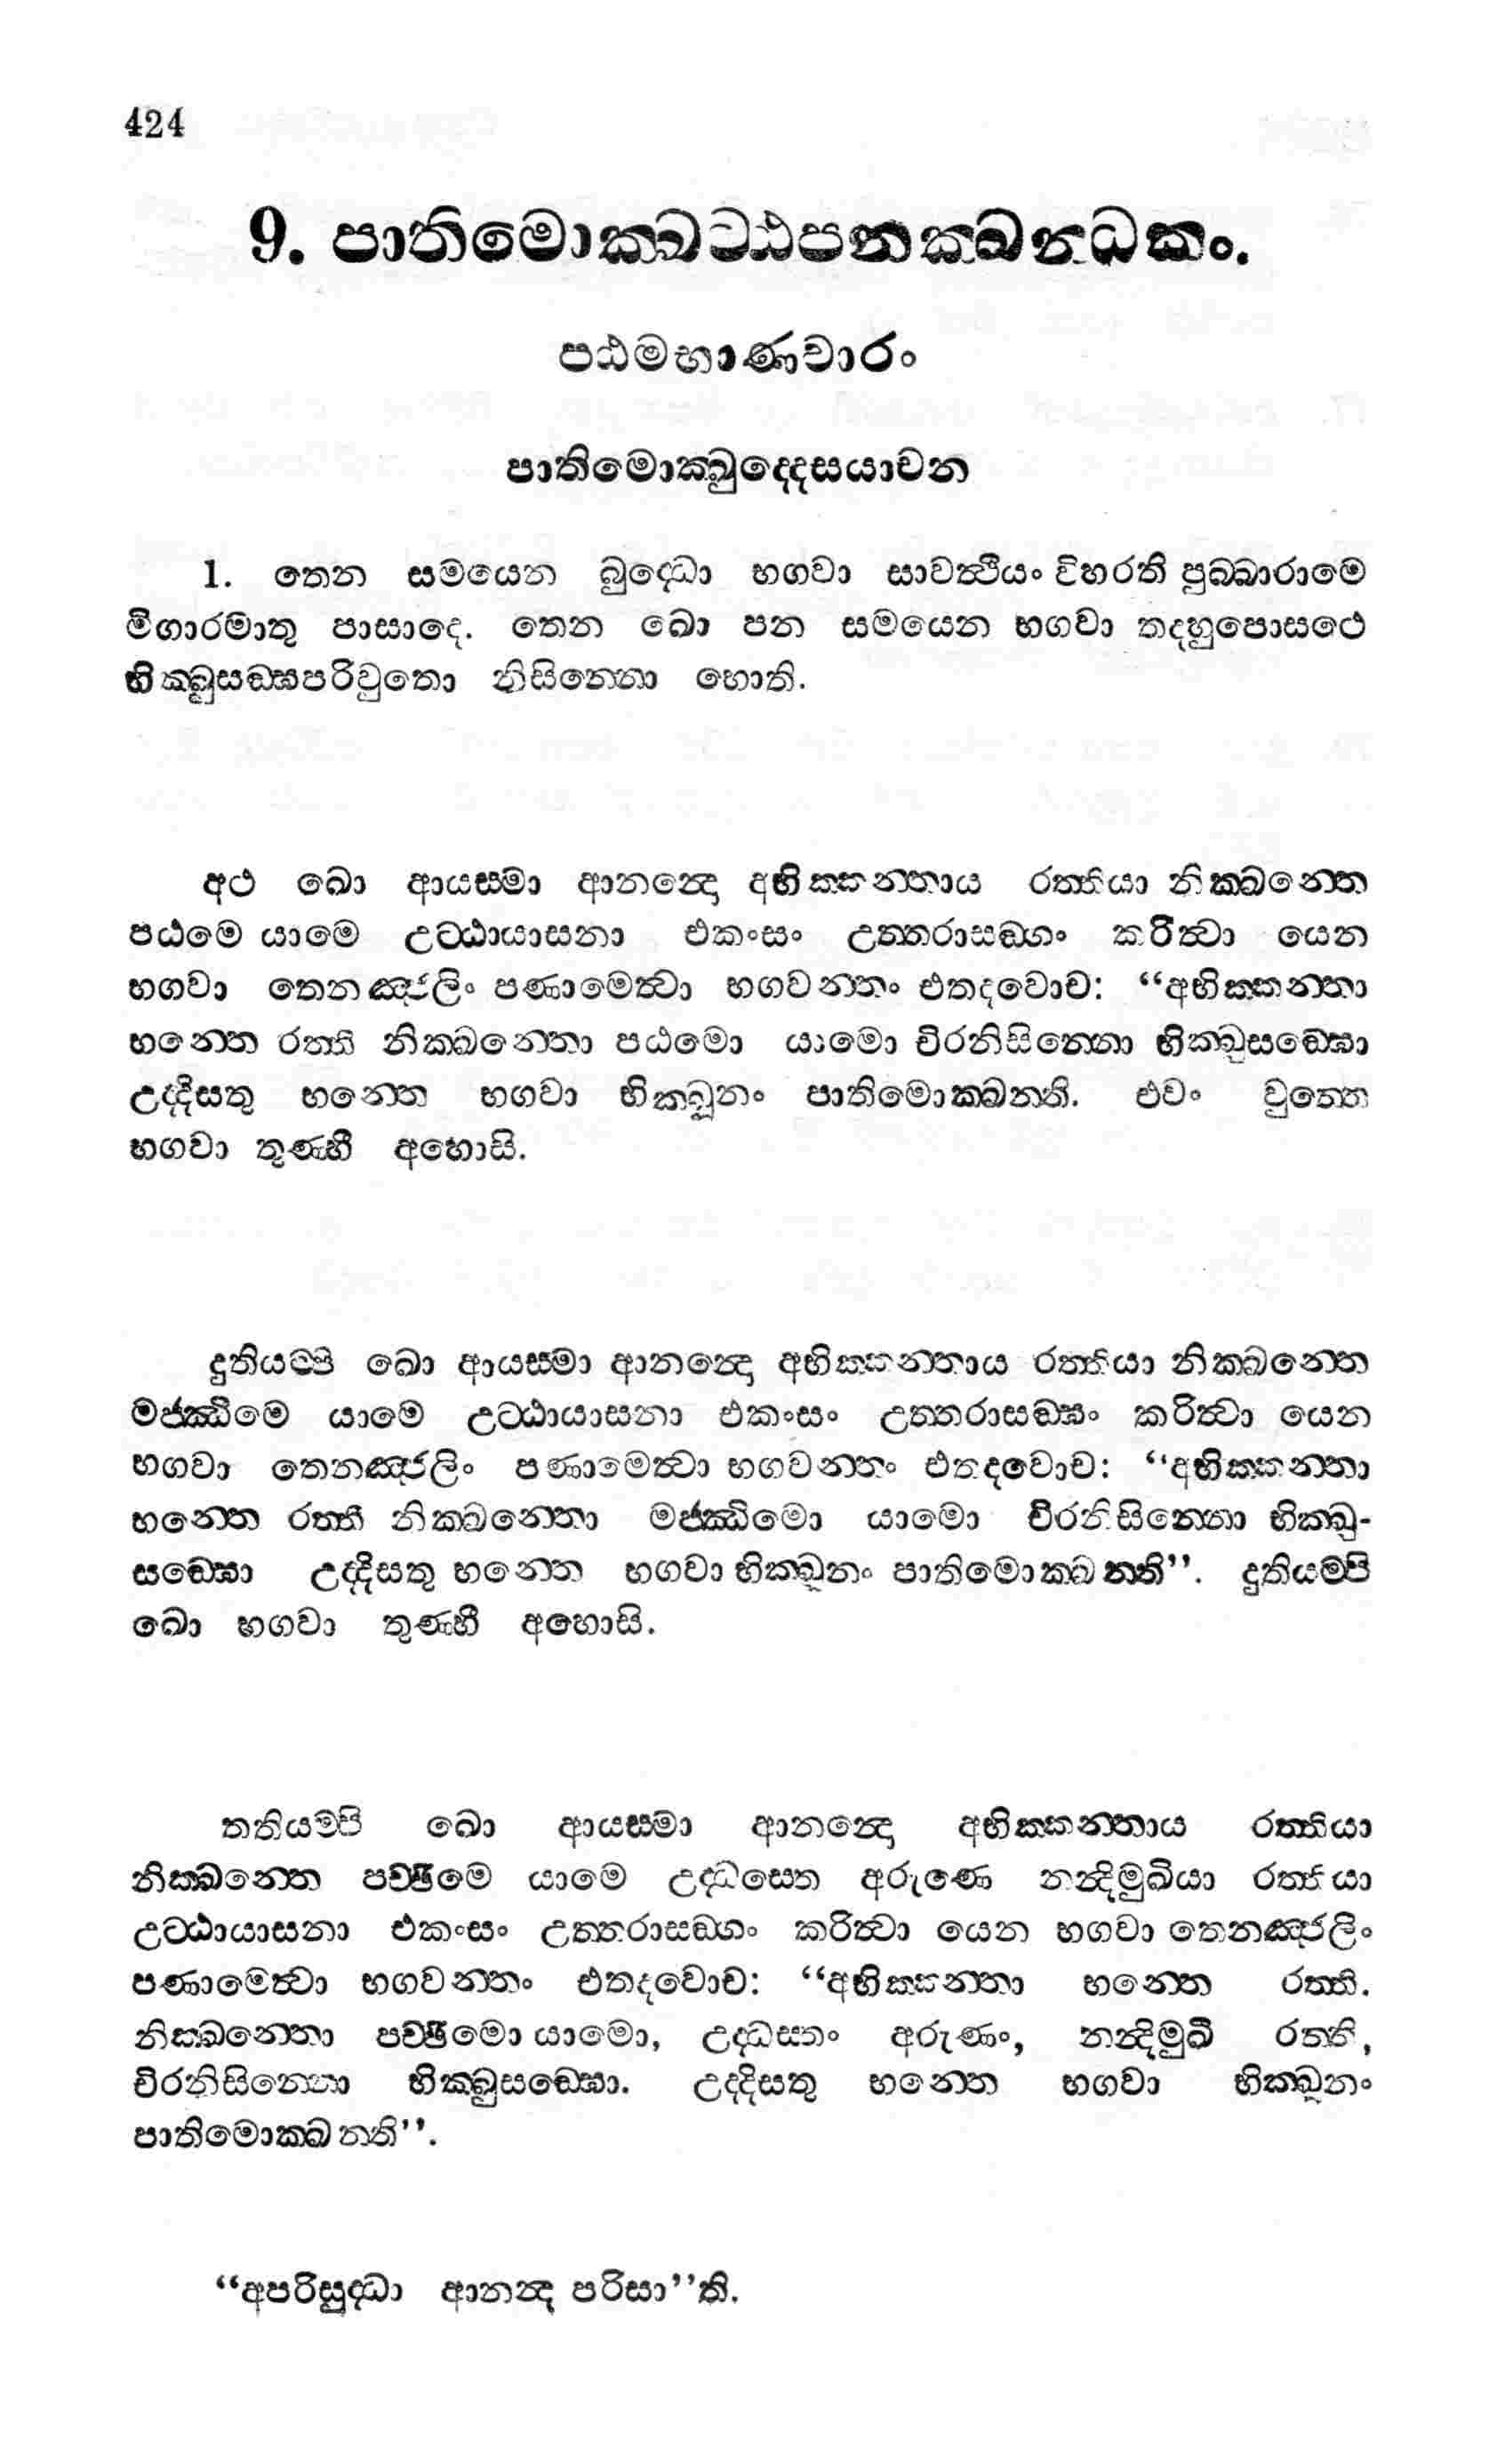 424
9. පාතිමොක්ඛට්ඨපනක්ඛන්ධකං.
පඨමභාණවාරං
පාතිමොක්ඛුද්දෙසයාචන
1. තෙන සමයෙන බුද්ධො භගවා සාවත්ථියං විහරති පුබ්බාරාමෙ
මිගාරමාතු පාසාදෙ. තෙන ඛො පන සමයෙන භගවා තදහුපොසථෙ
භික්ඛුසඞ්ඝපරිවුතො නිසින්නො හොති.
අථ ඛො ආයස්මා ආනන්දො අභික්කන්තාය රත්තියා නික්ඛන්තෙ
පඨමෙ යාමෙ උට්ඨායාසනා එකංසං උත්තරාසඞ්ගං කරිත්වා යෙන
භගවා තෙනඤ්ජලිං පණාමෙත්වා භගවන්තං එතදවොච: “අභික්කන්තා
භන්තෙ රත්ති නික්ඛන්තො පඨමො යාමො චිරනිසින්නො භික්ඛුසඞ්ඝො
උද්දිසතු භන්තෙ භගවා භික්ඛූනං පාතිමොක්ඛන්ති. එවං වුත්තෙ
භගවා තුණ්හී අහොසි.
දුතියම්පි ඛො ආයස්මා ආනන්දො අභික්කන්තාය රත්තියා නික්ඛන්තෙ
මජ්ඣිමෙ යාමෙ උට්ඨායාසනා එකංසං උත්තරාසඞ්ඝං කරිත්වා යෙන
භගවා තෙනඤ්ජලිං පණාමෙත්වා භගවන්තං එතදවොච: “අභික්කන්තා
භන්තෙ රත්ති නික්ඛන්තො මජ්ඣිමො යාමො චිරනිසින්නො භික්ඛු-
සඞ්ඝො උද්දිසතු භන්තෙ භගවා භික්ඛූනං පාතිමොක්ඛන්ති”. දුතියම්පි
ඛො භගවා තුණ්හී අහොසි.
තතියම්පි ඛො ආයස්මා ආනන්දො අභික්කන්තාය රත්තියා
නික්ඛන්තෙ පච්ඡිමෙ යාමෙ උද්ධස්තෙ අරුණෙ නන්දිමුඛියා රත්තියා
උට්ඨායාසනා එකංසං උත්තරාසඞ්ගං කරිත්වා යෙන භගවා තෙනඤ්ජලිං
පණාමෙත්වා භගවන්තං එතදවොච: “අභික්කන්තා භන්තෙ රත්ති.
නික්ඛන්තො පච්ඡිමො යාමො, උද්ධස්තං අරුණං, නන්දිමුඛී රත්ති,
චිරනිසින්නො භික්ඛුසඞ්ඝො. උද්දිසතු භන්තෙ භගවා භික්ඛූනං
පාතිමොක්ඛන්ති”.
“අපරිසුද්ධා ආනන්ද පරිසා”ති.